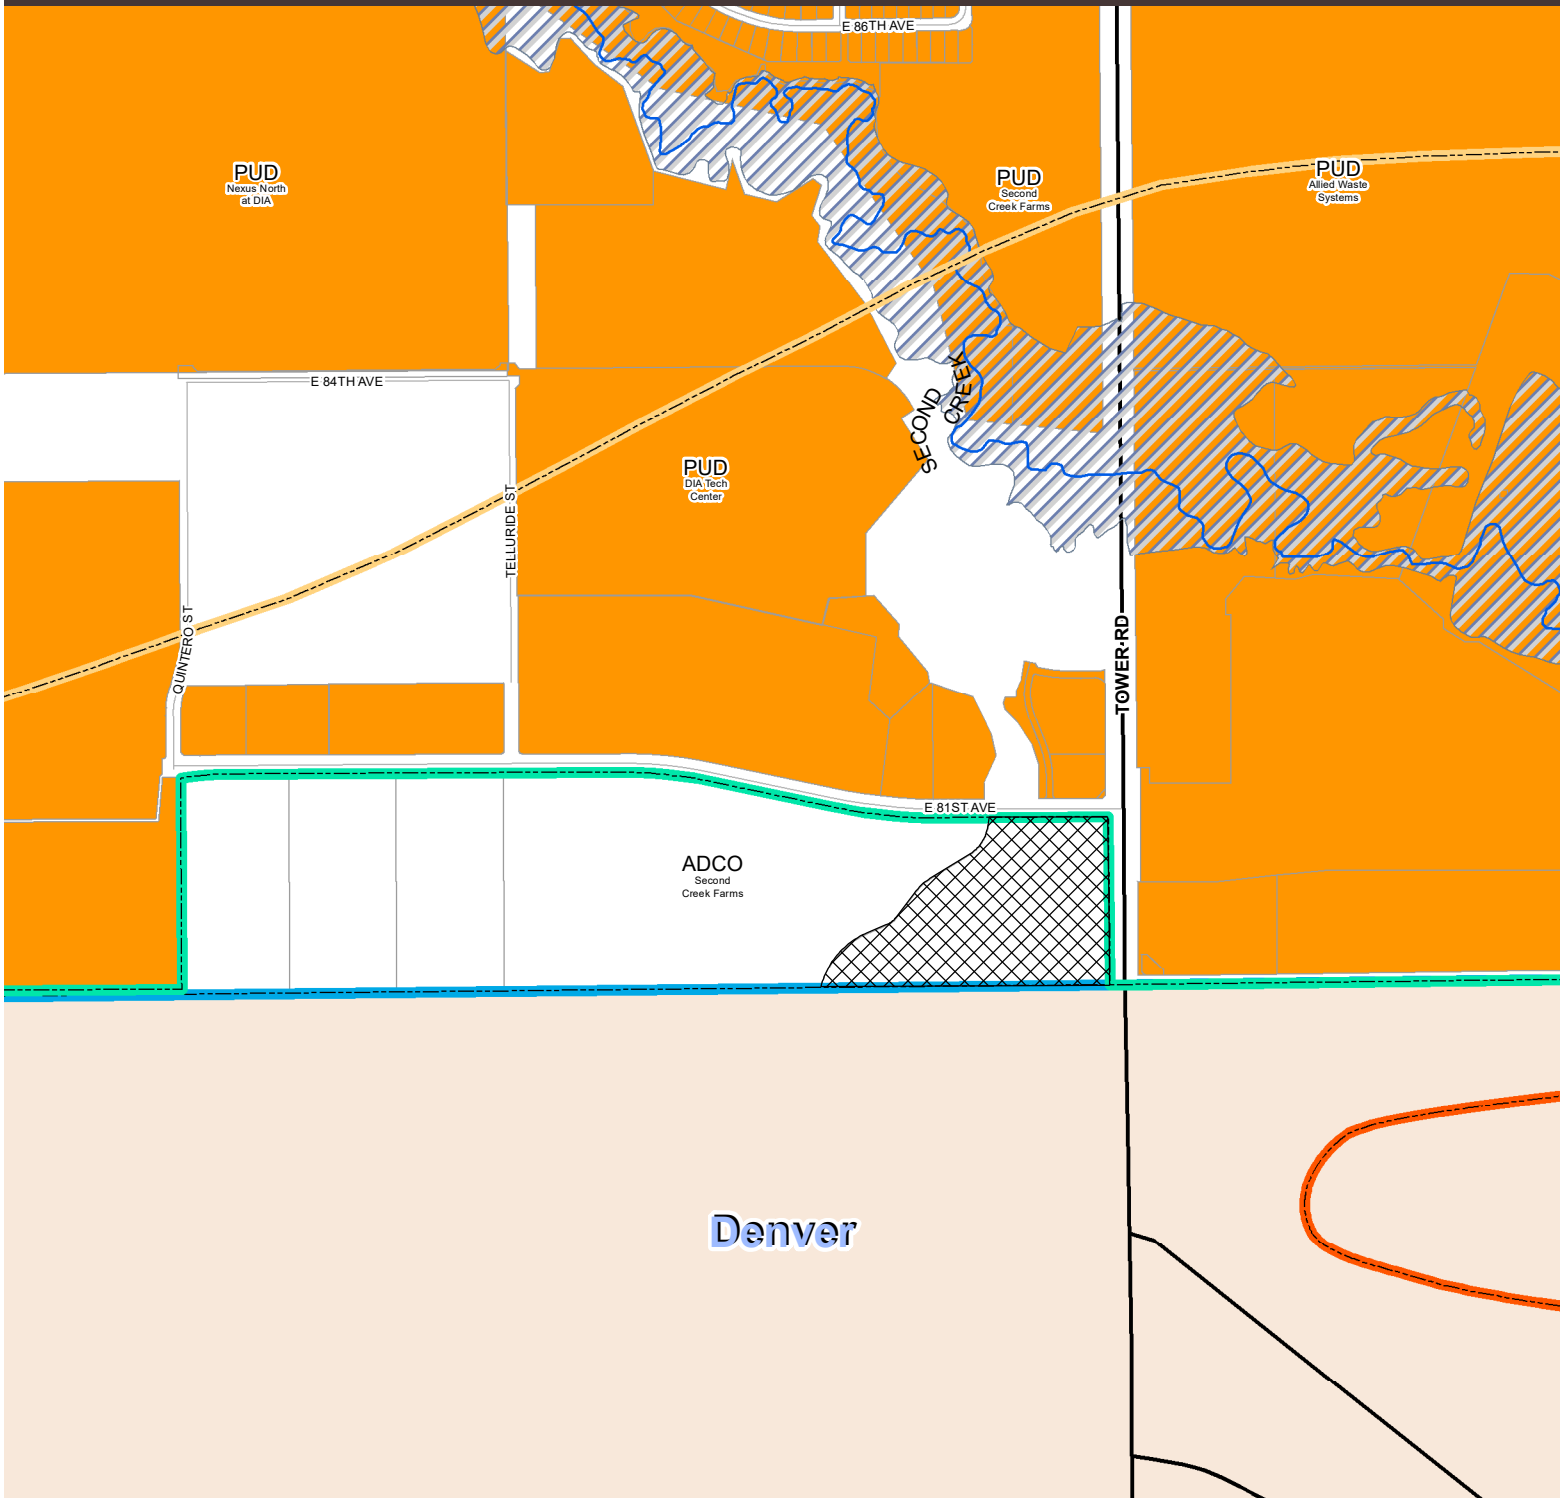 E 86TH AVE
PUD
Nexus North
at DIA
PUD
Second
Creek Farms
PUD
Allied Waste
Systems
E 84TH AVE
SECOND
CREEK
PUD
DIA Tech
Center
TELLURIDE ST
QUINTERO ST
TOWER RD
E 81ST AVE
ADCO
Second
Creek Farms
Denver